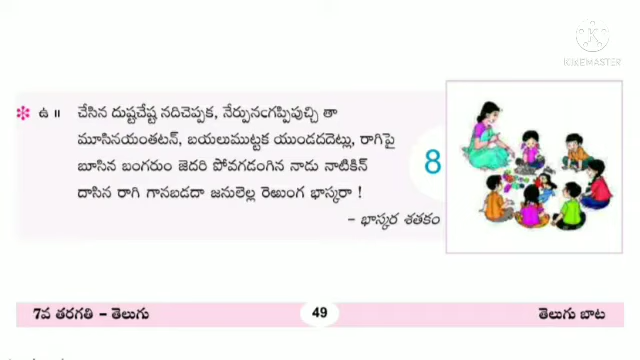 KINEMASTER
❇ ఉ॥ చేసిన దుష్టచేష్ట నదిచెప్పక, నేర్పునంగప్పిపుచ్చి తా
మూసినయంతటన్, బయలుముట్టక యుండదదెట్లు, రాగిపై
బూసిన బంగరుం జెదరి పోవగడంగిన నాడు నాటికిన్
దాసిన రాగి గానబడదా జనులెల్ల రెఱుంగ భాస్కరా !
– భాస్కర శతకం
8
7వ తరగతి – తెలుగు
49
తెలుగు బాట